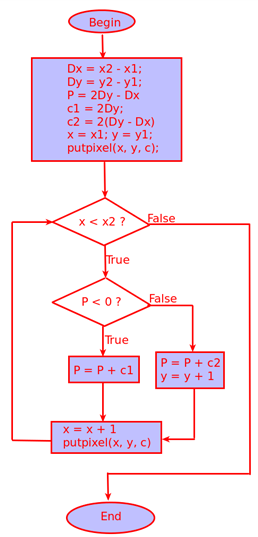 Begin
Dx = x2 - x1;
Dy = y2 - y1;
P = 2Dy - Dx
c1 = 2Dy;
c2 = 2(Dy - Dx)
x = x1; y = y1;
putpixel(x, y, c);
x < x2 ?
False
True
P < 0 ?
False
True
P = P + c1
P = P + c2
y = y + 1
x = x + 1
putpixel(x, y, c)
End